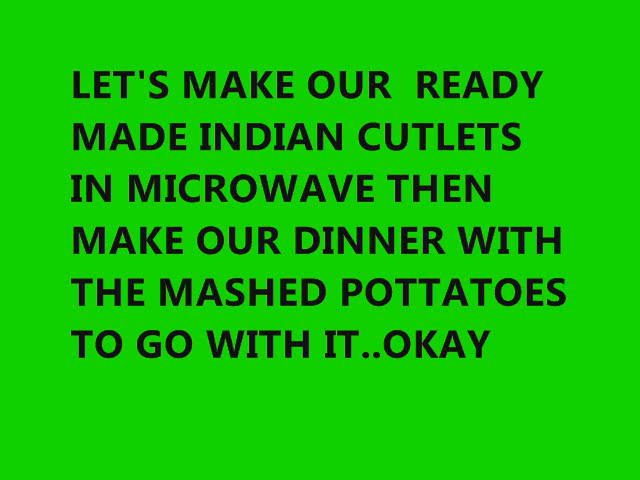 LET'S MAKE OUR  READY
MADE INDIAN CUTLETS
IN MICROWAVE THEN
MAKE OUR DINNER WITH
THE MASHED POTTATOES
TO GO WITH IT..OKAY